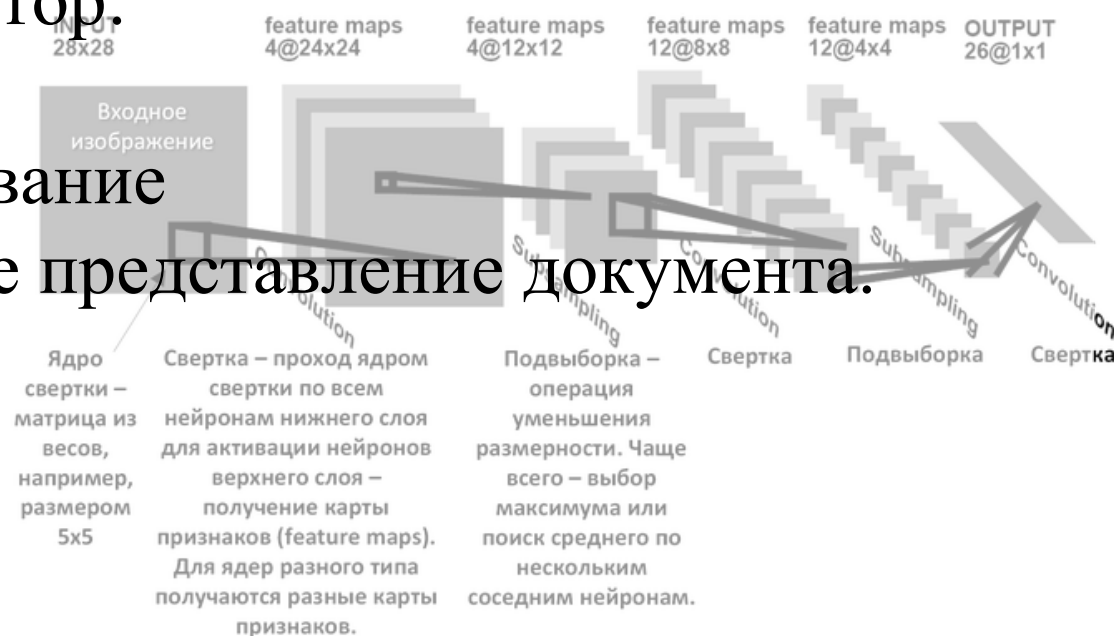 тор.
INPUT
28x28
feature maps
4@24x24
feature maps
4@12x12
feature maps
12@8x8
feature maps
12@4x4
OUTPUT
26@1x1
Входное
изображение
вание
е представление документа.
Convolution
Subsampling
Convolution
Subsampling
Convolution
Ядро
свертки –
матрица из
весов,
например,
размером
5x5
Свертка – проход ядром
свертки по всем
нейронам нижнего слоя
для активации нейронов
верхнего слоя –
получение карты
признаков (feature maps).
Для ядер разного типа
получаются разные карты
признаков.
Подвыборка –
операция
уменьшения
размерности. Чаще
всего – выбор
максимума или
поиск среднего по
нескольким
соседним нейронам.
Свертка
Подвыборка
Свертка